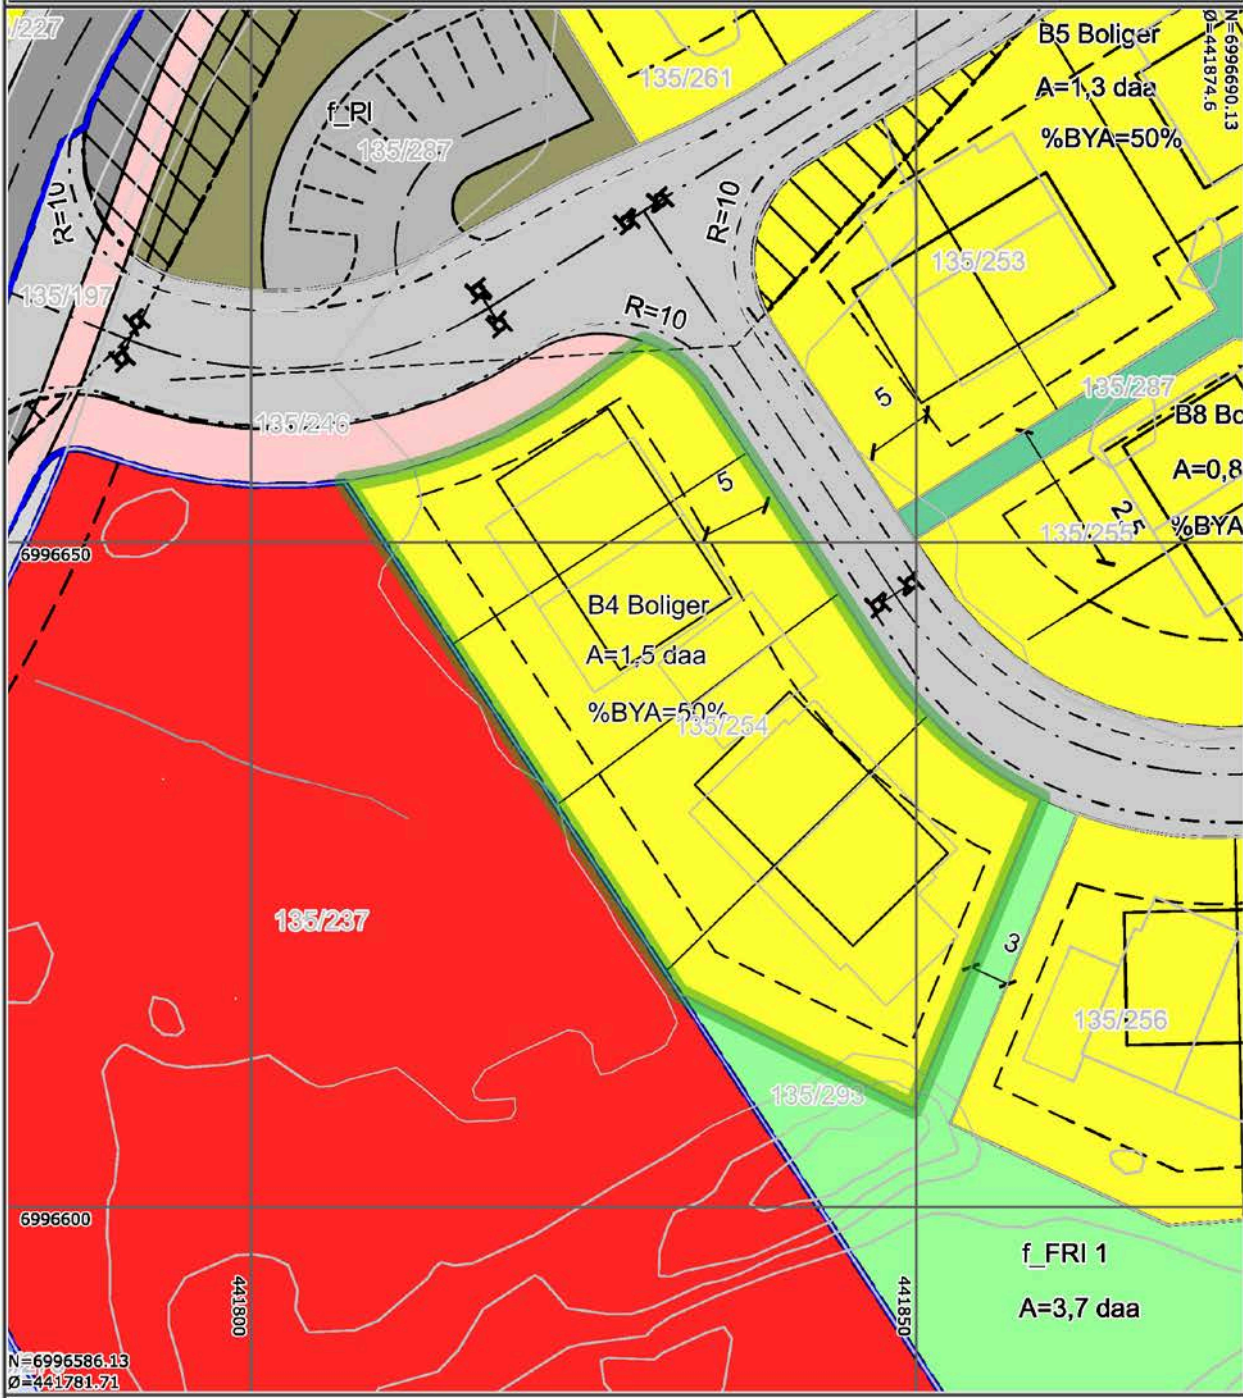 /227
135/261
B5 Boliger
A=1,3 daa
%BYA=50%
N=6996690.13
Ø=441874.6
f_PI
135/287
R=10
R=10
135/253
135/197
R=10
135/287
5
135/246
B8 Bo
A=0,8
%BYA
2,5
135/255
5
6996650
B4 Boliger
A=1,5 daa
%BYA=50%
135/254
135/237
3
135/256
135/293
6996600
f_FRI 1
A=3,7 daa
441800
441850
N=6996586.13
Ø=441781.71